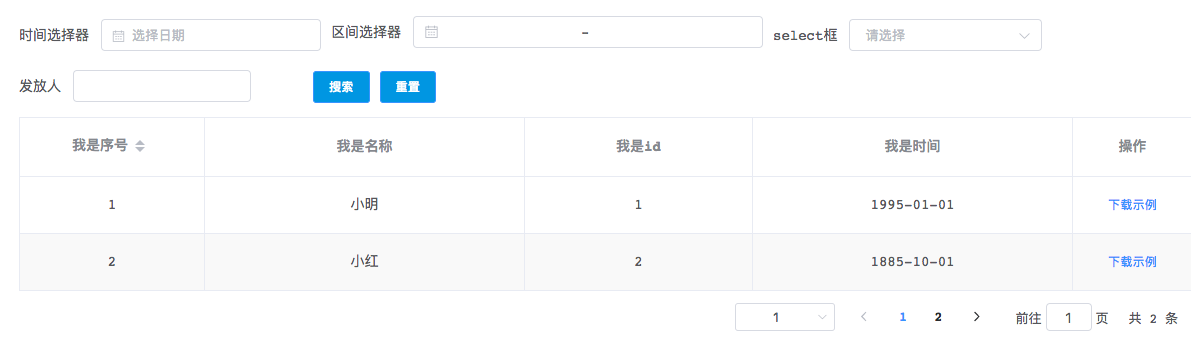 时间选择器 选择日期 区间选择器 - select框 请选择
发放人 搜索 重置
我是序号 我是名称 我是id 我是时间 操作
1 小明 1 1995-01-01 下载示例
2 小红 2 1885-10-01 下载示例
1 1 2 前往 1 页 共 2 条